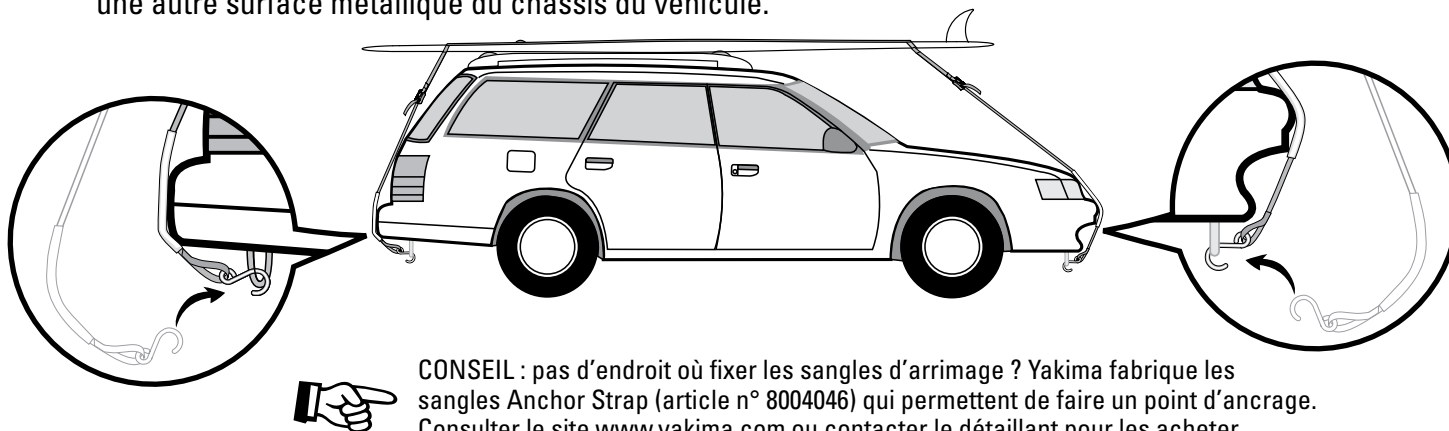 une autre surface métallique du châssis du véhicule.
CONSEIL : pas d'endroit où fixer les sangles d'arrimage ? Yakima fabrique les
sangles Anchor Strap (article n° 8004046) qui permettent de faire un point d'ancrage.
Consulter le site www.yakima.com ou contacter le détaillant pour les acheter